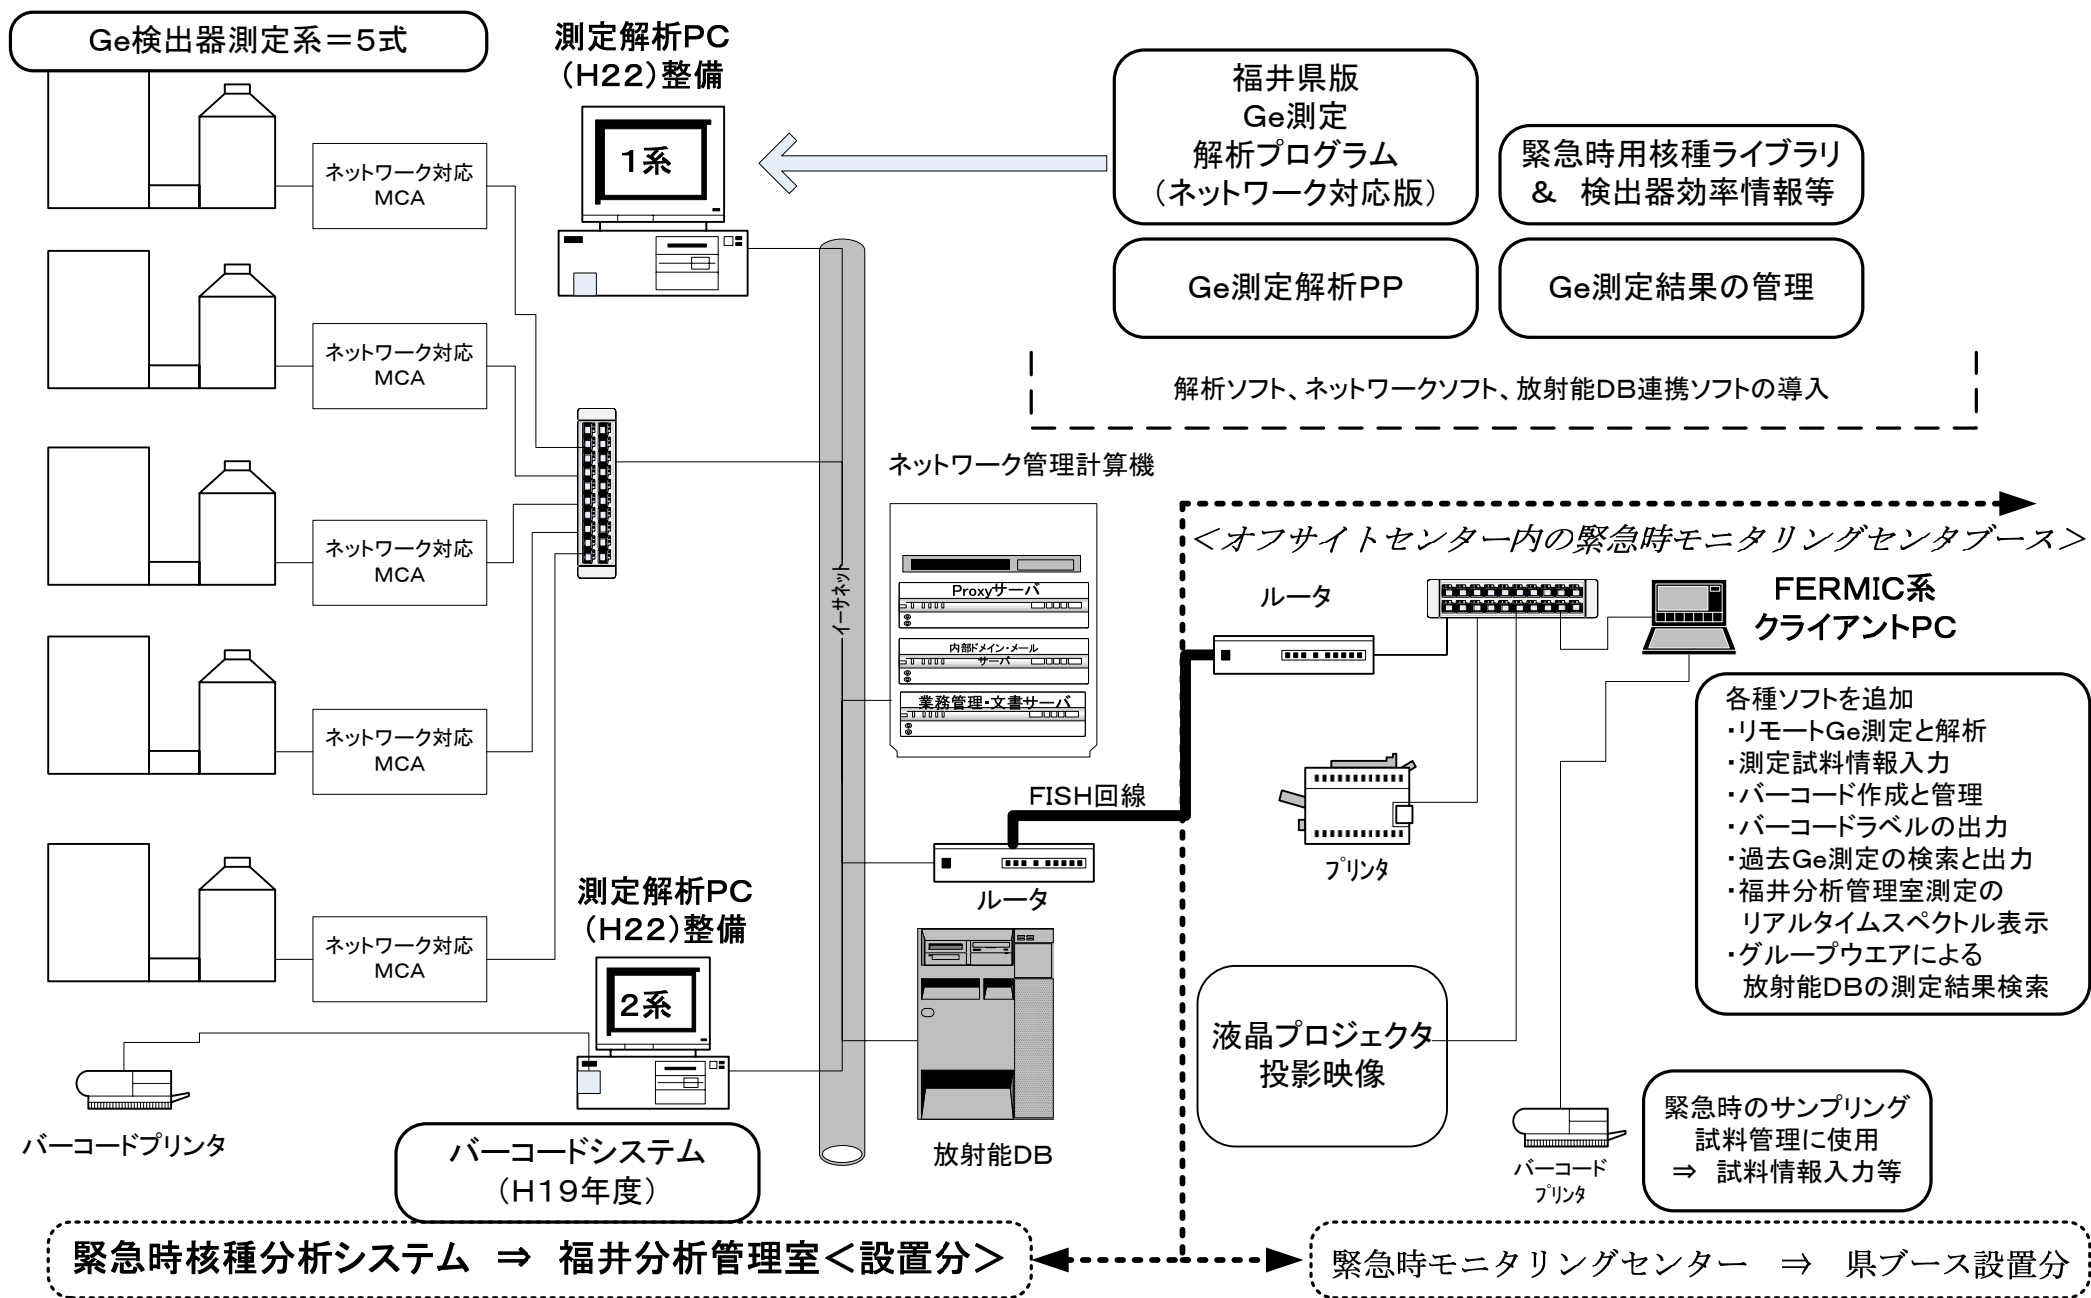 Ge検出器測定系＝５式
測定解析PC
（H２２）整備
１系
福井県版
Ge測定
解析プログラム
（ネットワーク対応版）
緊急時用核種ライブラリ
＆　検出器効率情報等
Ge測定解析PP
Ge測定結果の管理
解析ソフト、ネットワークソフト、放射能DB連携ソフトの導入
ネットワーク対応
MCA
ネットワーク対応
MCA
ネットワーク対応
MCA
ネットワーク対応
MCA
ネットワーク対応
MCA
イーサネット
ネットワーク管理計算機
Proxyサーバ
内部ドメイン・メール
サーバ
業務管理・文書サーバ
FISH回線
ルータ
放射能DB
測定解析PC
（H２２）整備
２系
バーコードプリンタ
バーコードシステム
（H１９年度）
＜オフサイトセンター内の緊急時モニタリングセンタブース＞
ルータ
FERMIC系
クライアントPC
プリンタ
各種ソフトを追加
・リモートGe測定と解析
・測定試料情報入力
・バーコード作成と管理
・バーコードラベルの出力
・過去Ge測定の検索と出力
・福井分析管理室測定の
リアルタイムスペクトル表示
・グループウエアによる
放射能DBの測定結果検索
液晶プロジェクタ
投影映像
バーコード
プリンタ
緊急時のサンプリング
試料管理に使用
⇒　試料情報入力等
緊急時核種分析システム　⇒　福井分析管理室＜設置分＞
緊急時モニタリングセンター　⇒　県ブース設置分